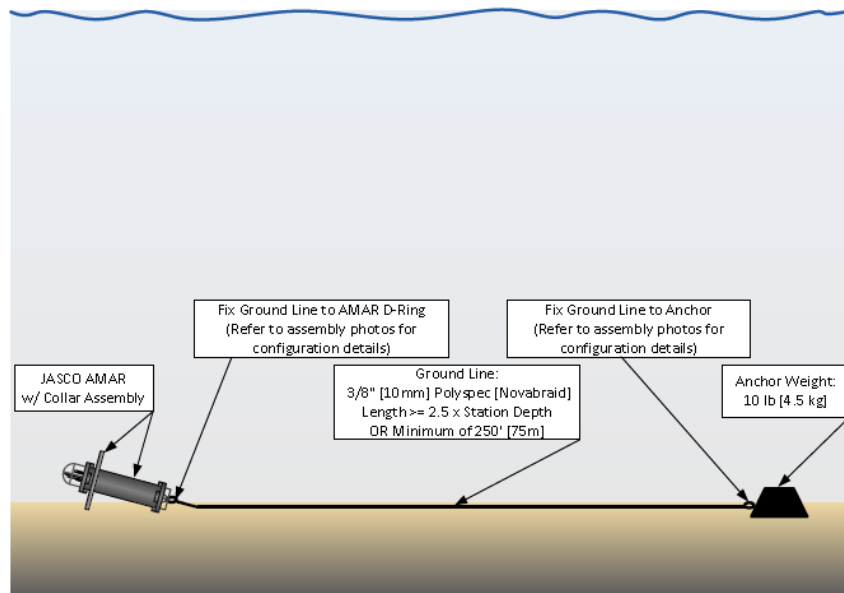 Fix Ground Line to AMAR D-Ring
(Refer to assembly photos for
configuration details)
Fix Ground Line to Anchor
(Refer to assembly photos for
configuration details)
JASCO AMAR
w/ Collar Assembly
Ground Line:
3/8" [10mm] Polyspec [Novabraid]
Length >= 2.5 x Station Depth
OR Minimum of 250' [75m]
Anchor Weight:
10 lb [4.5 kg]